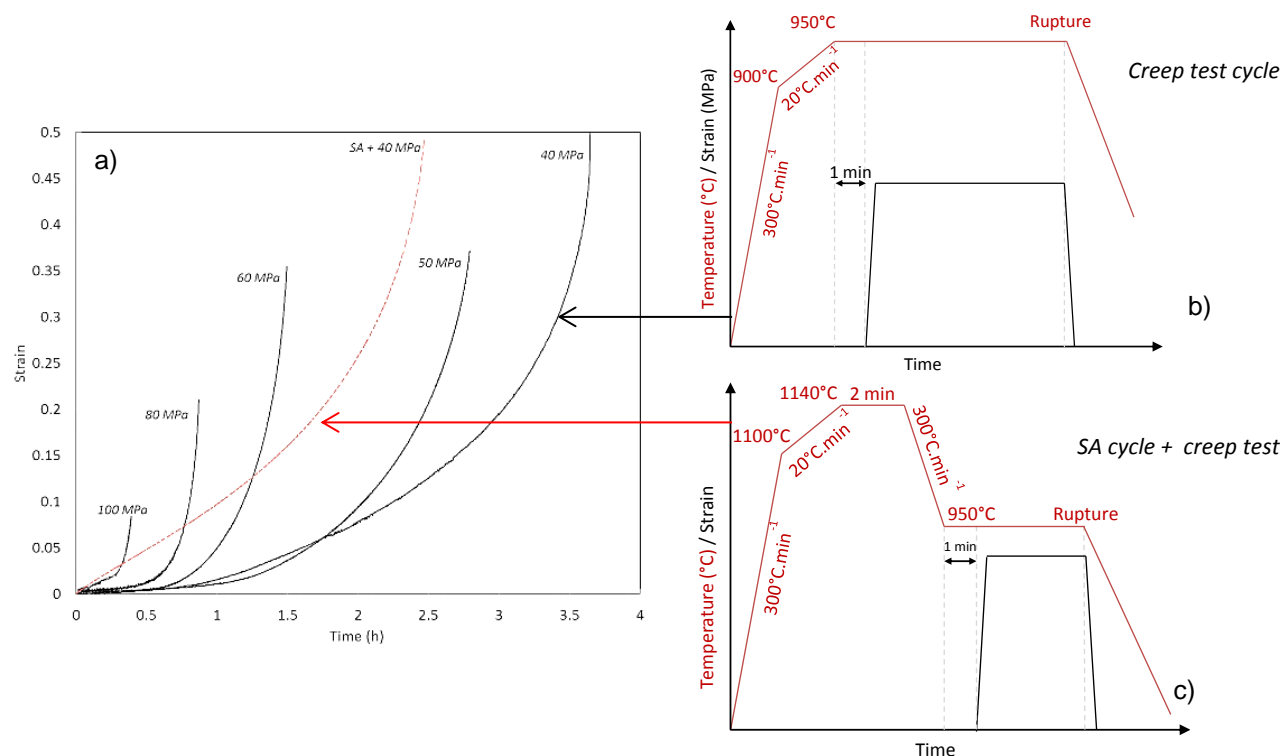 a)
0.5
0.45
0.4
0.35
0.3
0.25
0.2
0.15
0.1
0.05
0
Strain
0
0.5
1
1.5
2
2.5
3
3.5
4
Time (h)
100 MPa
80 MPa
60 MPa
SA + 40 MPa
50 MPa
40 MPa
950°C
Rupture
900°C
20°C.min-1
300°C.min-1
1 min
Temperature (°C) / Strain (MPa)
Time
Creep test cycle
b)
1140°C
2 min
1100°C
20°C.min-1
300°C.min-1
300°C.min-1
950°C
Rupture
1 min
Temperature (°C) / Strain
Time
SA cycle + creep test
c)